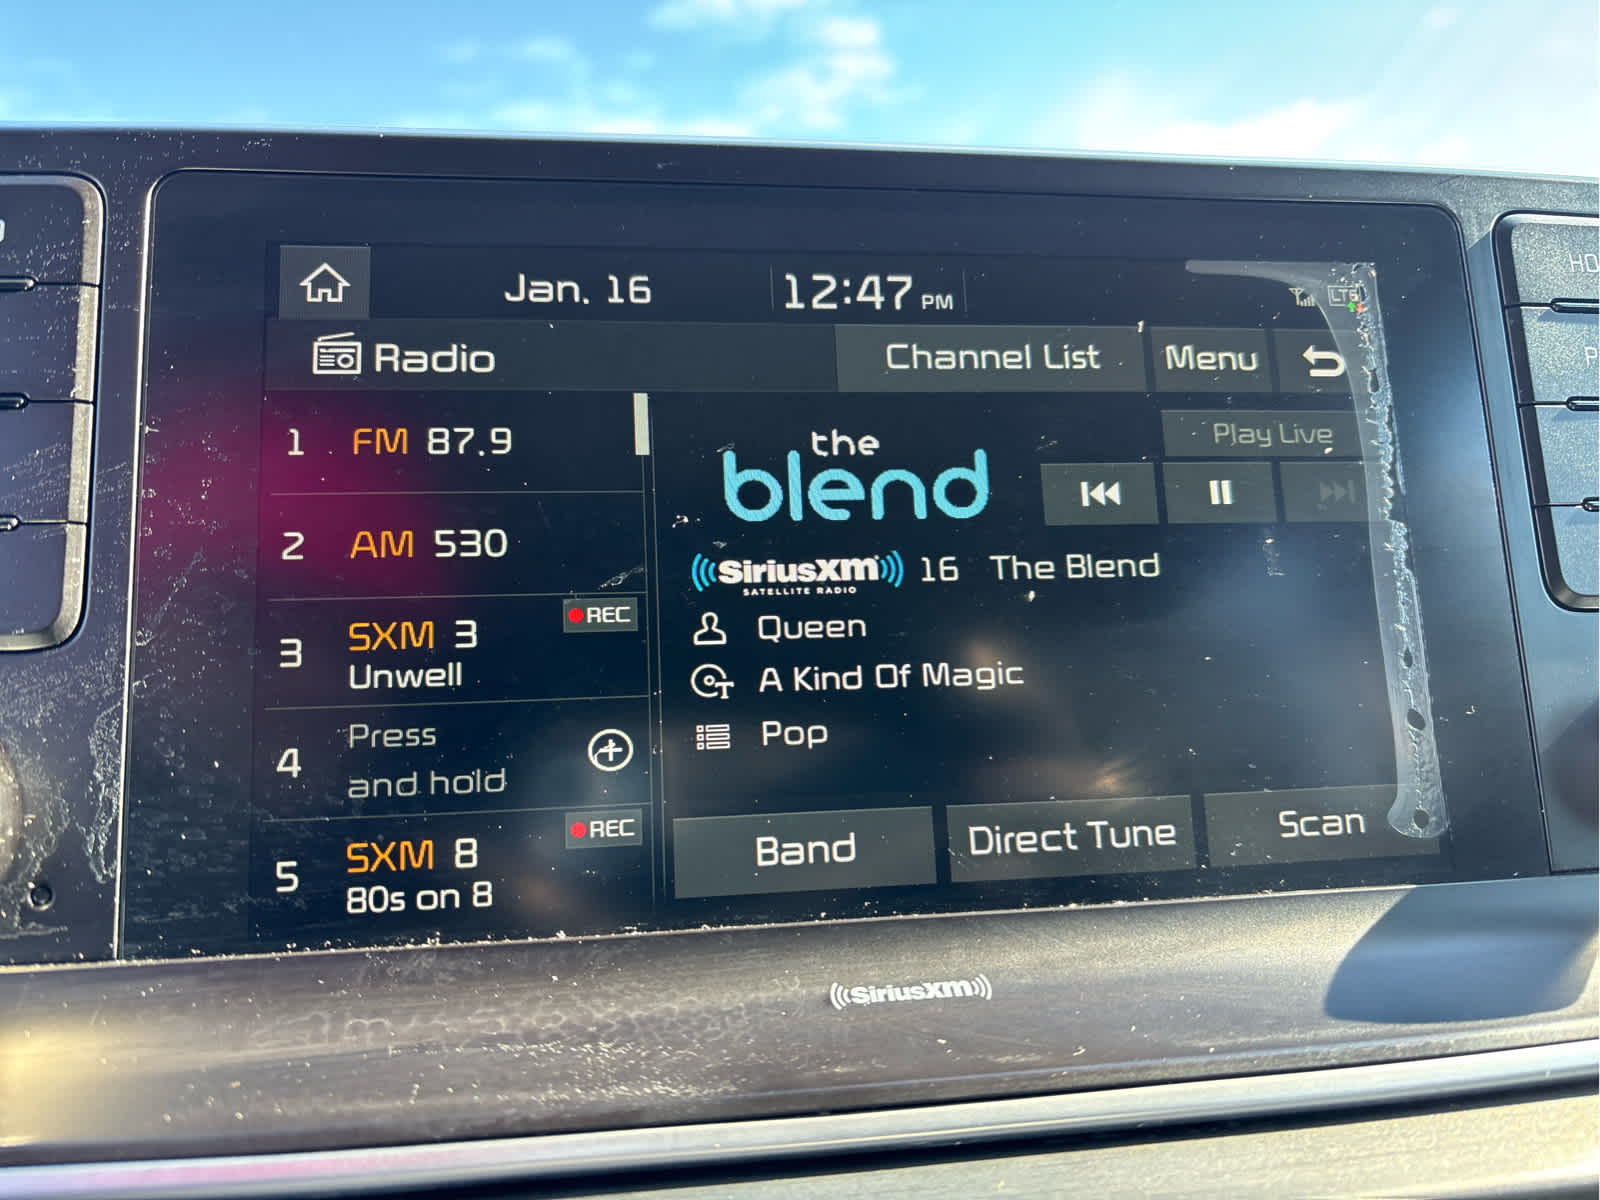 Jan. 16
12:47 PM
LTE
Radio
Channel List
Menu
1 FM 87.9
2 AM 530
3 SXM 3
REC
Unwell
4 Press
and hold
5 SXM 8
REC
80s on 8
the
blend
Play Live
SiriusXM 16 The Blend
SATELLITE RADIO
Queen
A Kind Of Magic
Pop
Band
Direct Tune
Scan
SiriusXM
HO
P